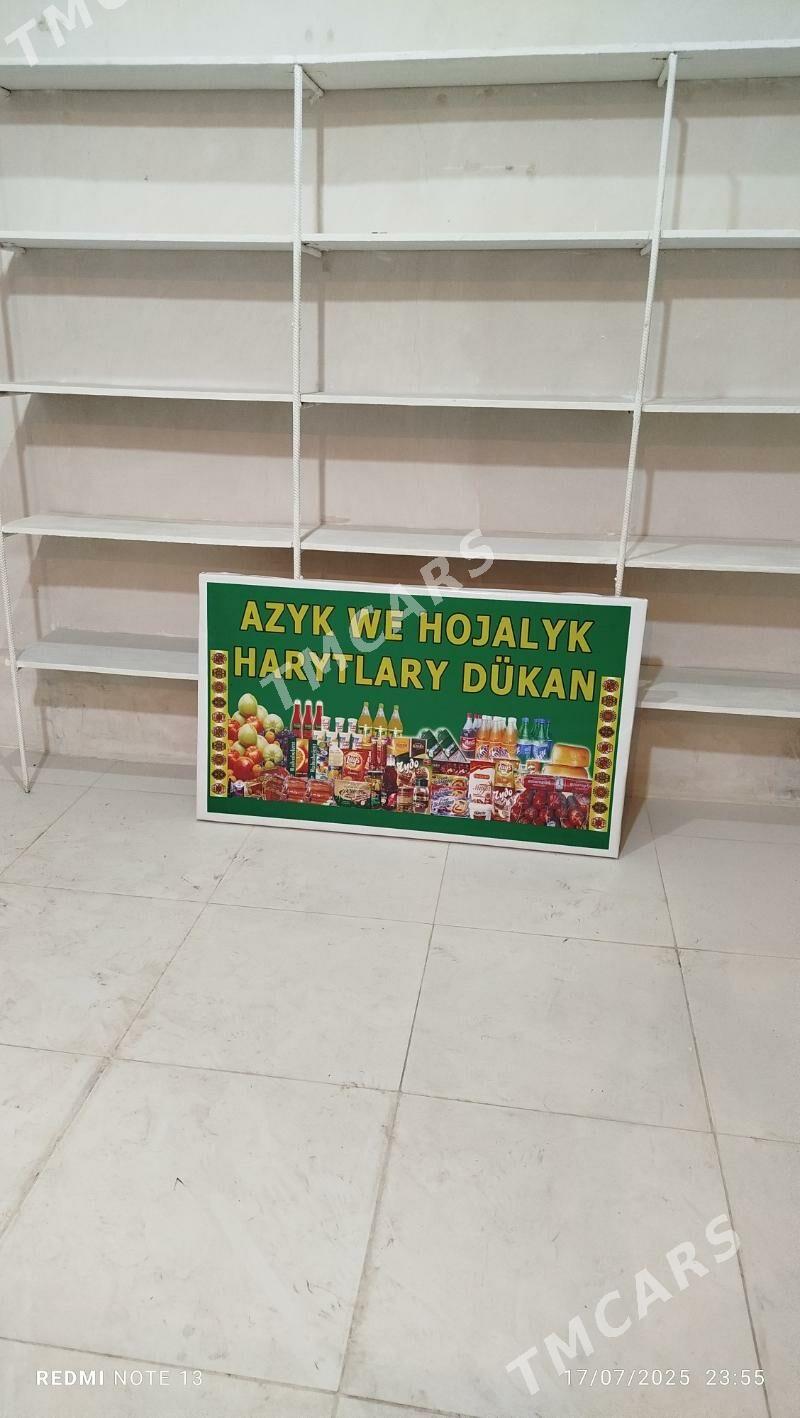 TMCARS
AZYK WE HOJALYK
HARYTLARY DÜKAN
TMCARS
TMCARS
REDMI NOTE 13
17/07/2025 23:55